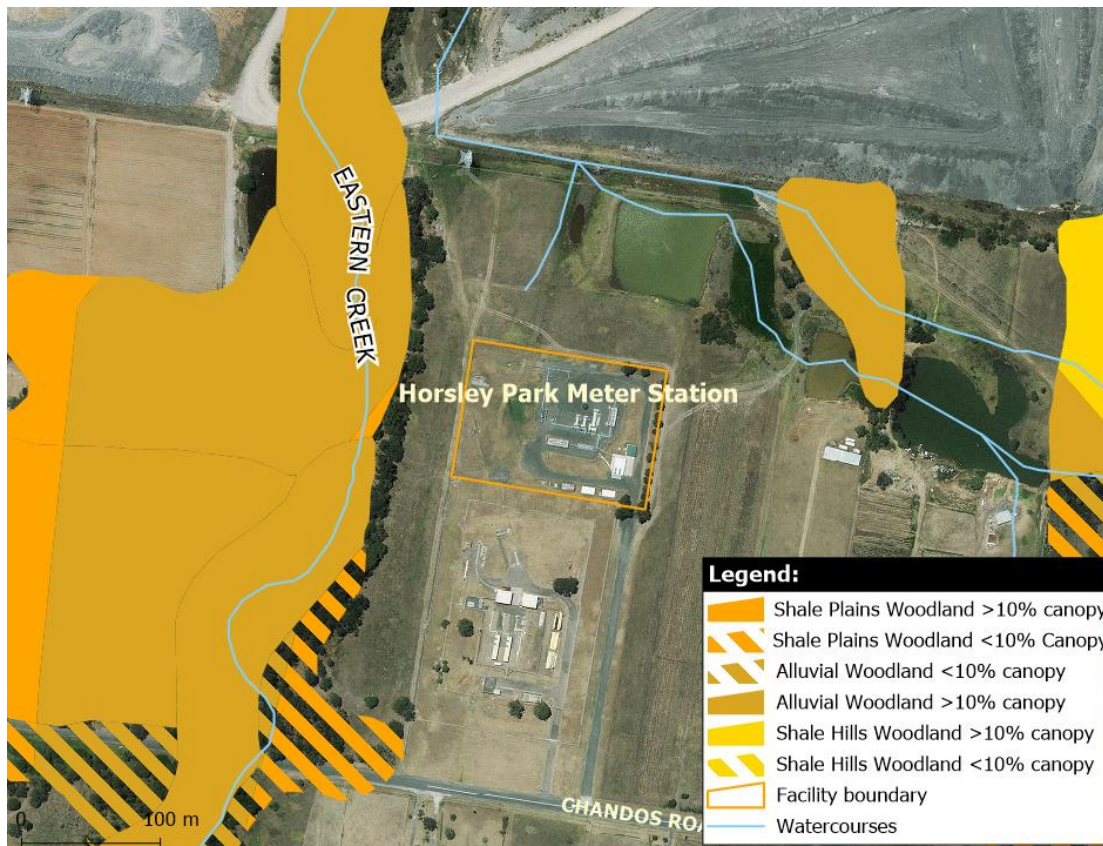 EASTERN CREEK
Horsley Park Meter Station
Legend:
Shale Plains Woodland >10% canopy
Shale Plains Woodland <10% Canopy
Alluvial Woodland <10% canopy
Alluvial Woodland >10% canopy
Shale Hills Woodland >10% canopy
Shale Hills Woodland <10% canopy
Facility boundary
Watercourses
CHANDOS ROA
0 100 m